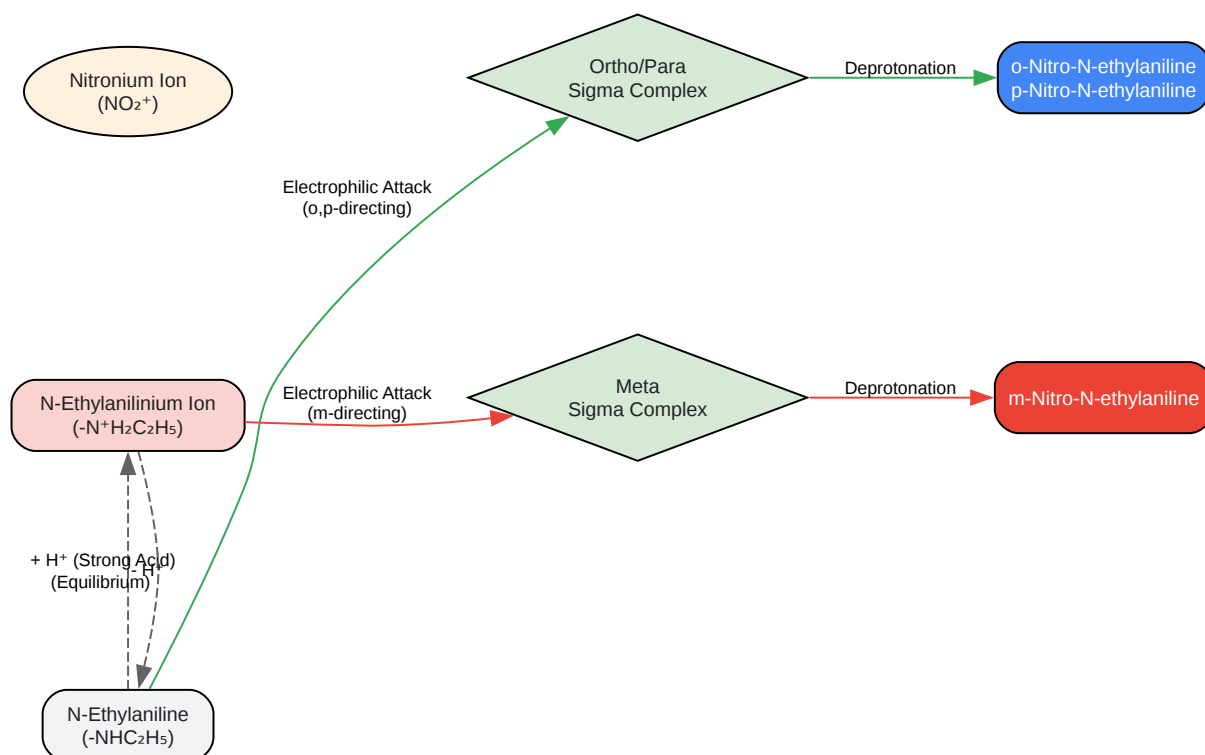 Nitronium Ion
(NO₂⁺)
Ortho/Para
Sigma Complex
Deprotonation
o-Nitro-N-ethylaniline
p-Nitro-N-ethylaniline
Electrophilic Attack
(o,p-directing)
N-Ethylanilinium Ion
(-N⁺H₂C₂H₅)
Electrophilic Attack
(m-directing)
Meta
Sigma Complex
Deprotonation
m-Nitro-N-ethylaniline
+ H⁺ (Strong Acid)
(Equilibrium)
- H⁺
N-Ethylaniline
(-NHC₂H₅)